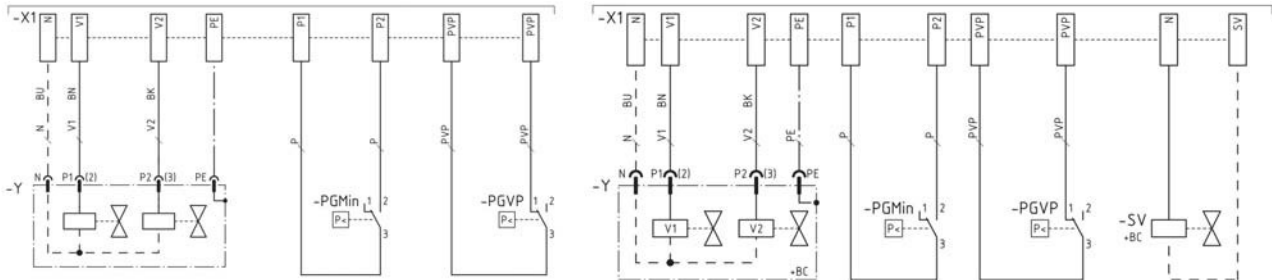 -X1 N V1 V2 PE P1 P2 PVP PVP
BU BN BK
N V1 V2 P P PVP PVP
N P1 (2) P2 (3) PE
-Y
-PGMin 1 2
P<
3
-PGVP 1 2
P<
3
-X1 N V1 V2 PE P1 P2 PVP PVP N SV
BU BN BK
N V1 V2 PE P P PVP PVP
N P1 (2) P2 (3) PE
-Y
V1 V2
+BC
-PGMin 1 2
P<
3
-PGVP 1 2
P<
3
-SV
+BC